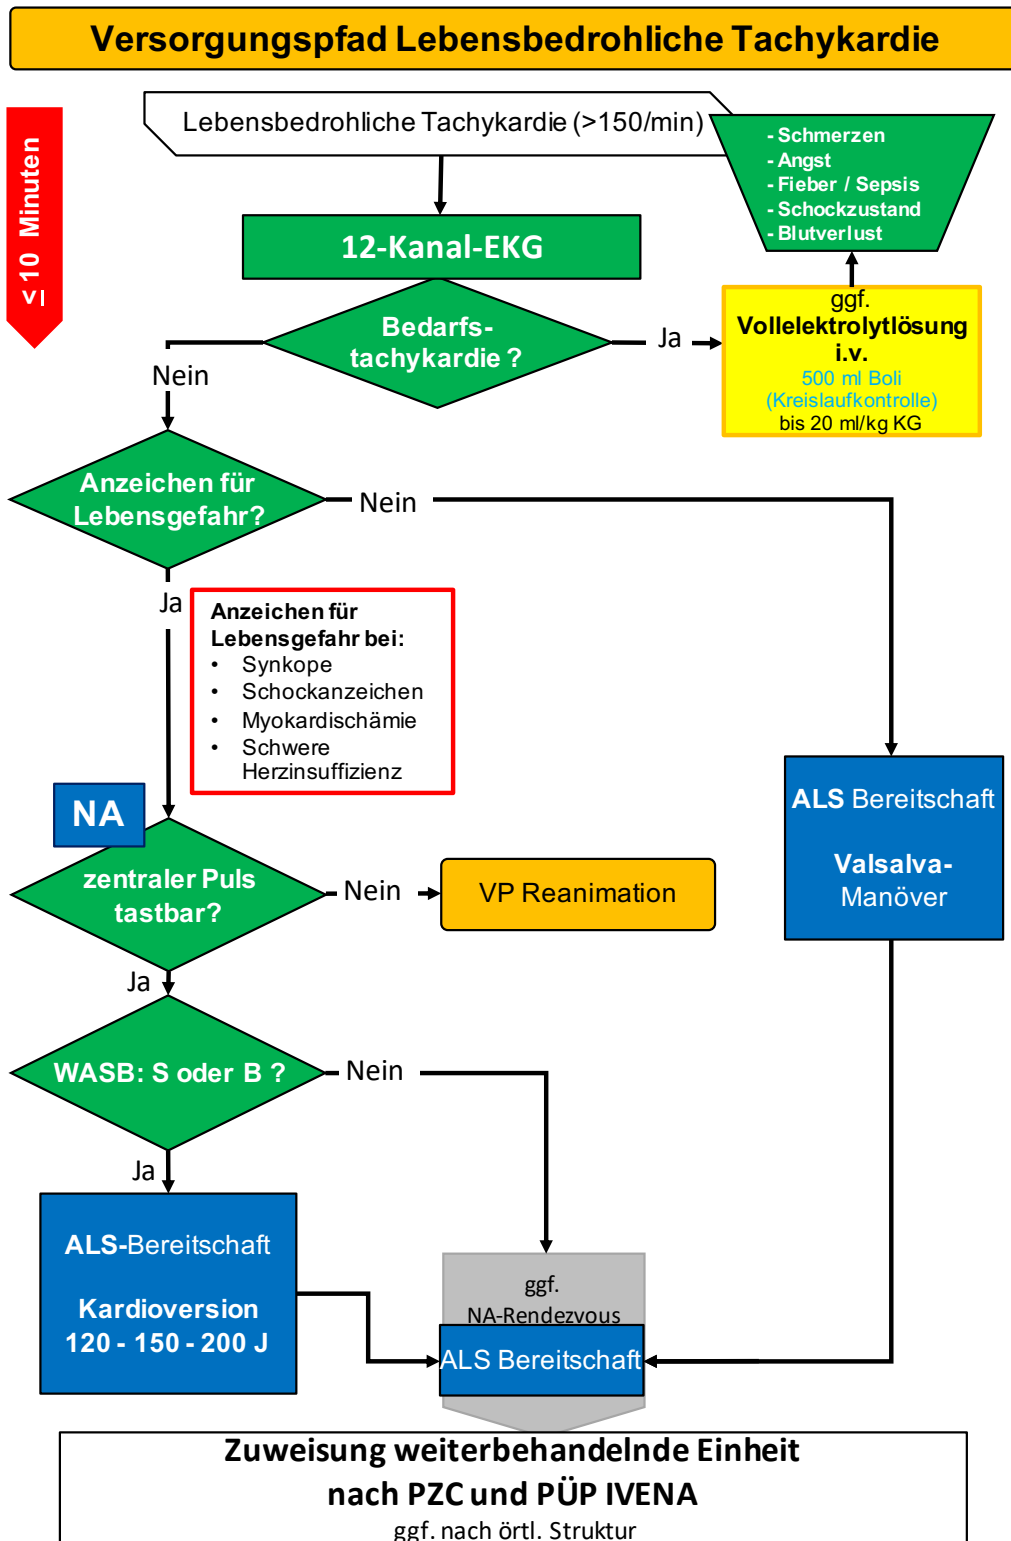 Versorgungspfad Lebensbedrohliche Tachykardie
≤ 10 Minuten
Lebensbedrohliche Tachykardie (>150/min)
- Schmerzen
- Angst
- Fieber / Sepsis
- Schockzustand
- Blutverlust
12-Kanal-EKG
Bedarfs-
tachykardie ?
Ja
Nein
ggf.
Vollelektrolytlösung
i.v.
500 ml Boli
(Kreislaufkontrolle)
bis 20 ml/kg KG
Anzeichen für
Lebensgefahr?
Nein
Ja
Anzeichen für
Lebensgefahr bei:
• Synkope
• Schockanzeichen
• Myokardischämie
• Schwere
Herzinsuffizienz
NA
zentraler Puls
tastbar?
Nein
VP Reanimation
ALS Bereitschaft
Valsalva-
Manöver
Ja
WASB: S oder B ?
Nein
Ja
ALS-Bereitschaft
Kardioversion
120 - 150 - 200 J
ggf.
NA-Rendezvous
ALS Bereitschaft
Zuweisung weiterbehandelnde Einheit
nach PZC und PÜP IVENA
ggf. nach örtl. Struktur